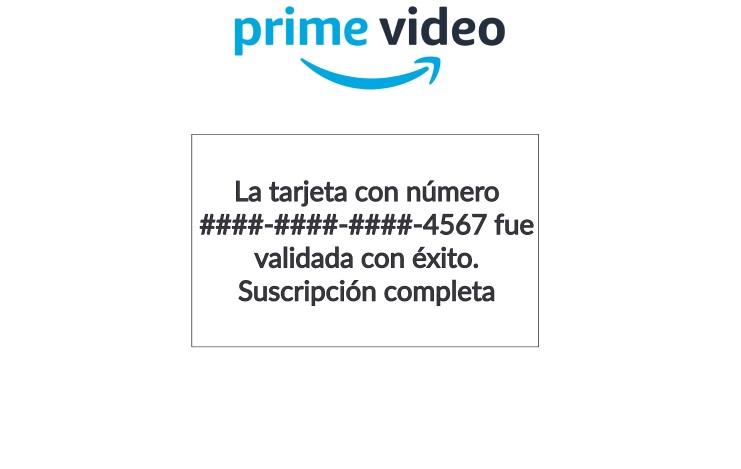 prime video
La tarjeta con número
####-####-####-4567 fue
validada con éxito.
Suscripción completa